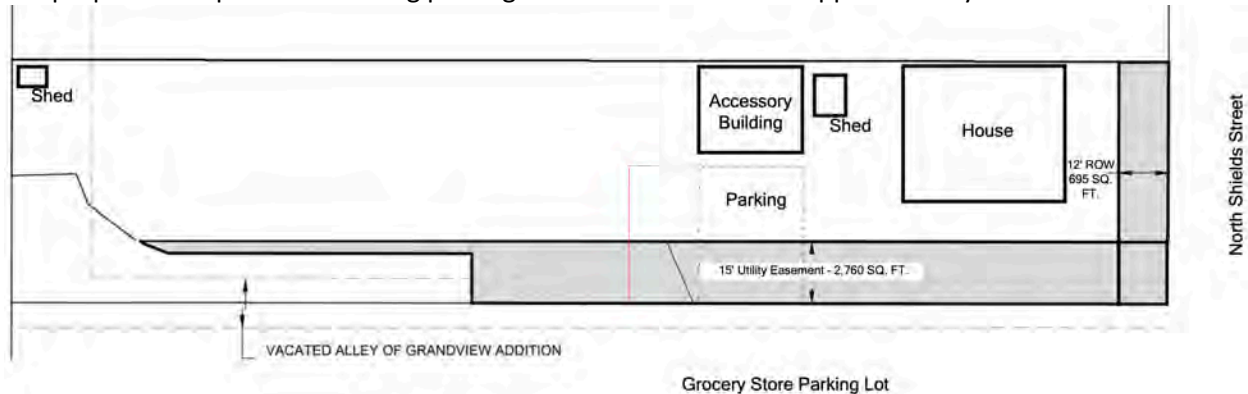 Shed
Accessory
Building
Shed
House
12' ROW
695 SQ.
FT.
North Shields Street
Parking
15' Utility Easement - 2,760 SQ. FT.
VACATED ALLEY OF GRANDVIEW ADDITION
Grocery Store Parking Lot